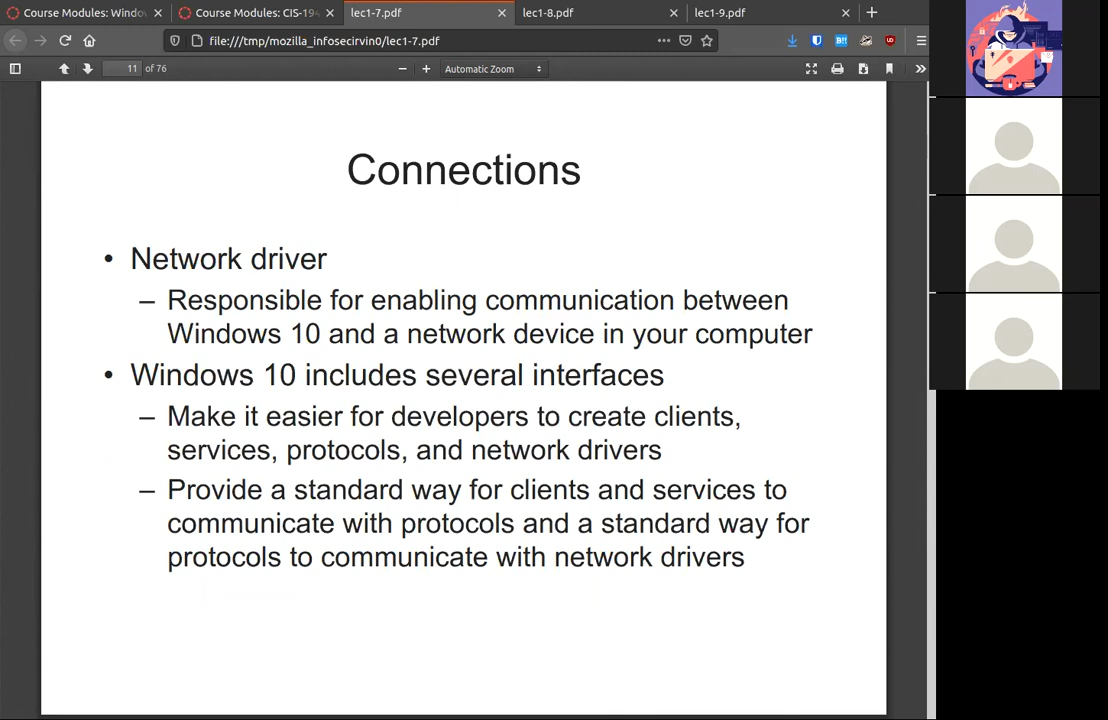 Course Modules: Windo
Course Modules: CIS-194
lec1-7.pdf
lec1-8.pdf
lec1-9.pdf
file:///tmp/mozilla_infosecirvin0/lec1-7.pdf
11 of 76
Automatic Zoom
Connections
• Network driver
– Responsible for enabling communication between
Windows 10 and a network device in your computer
• Windows 10 includes several interfaces
– Make it easier for developers to create clients,
services, protocols, and network drivers
– Provide a standard way for clients and services to
communicate with protocols and a standard way for
protocols to communicate with network drivers